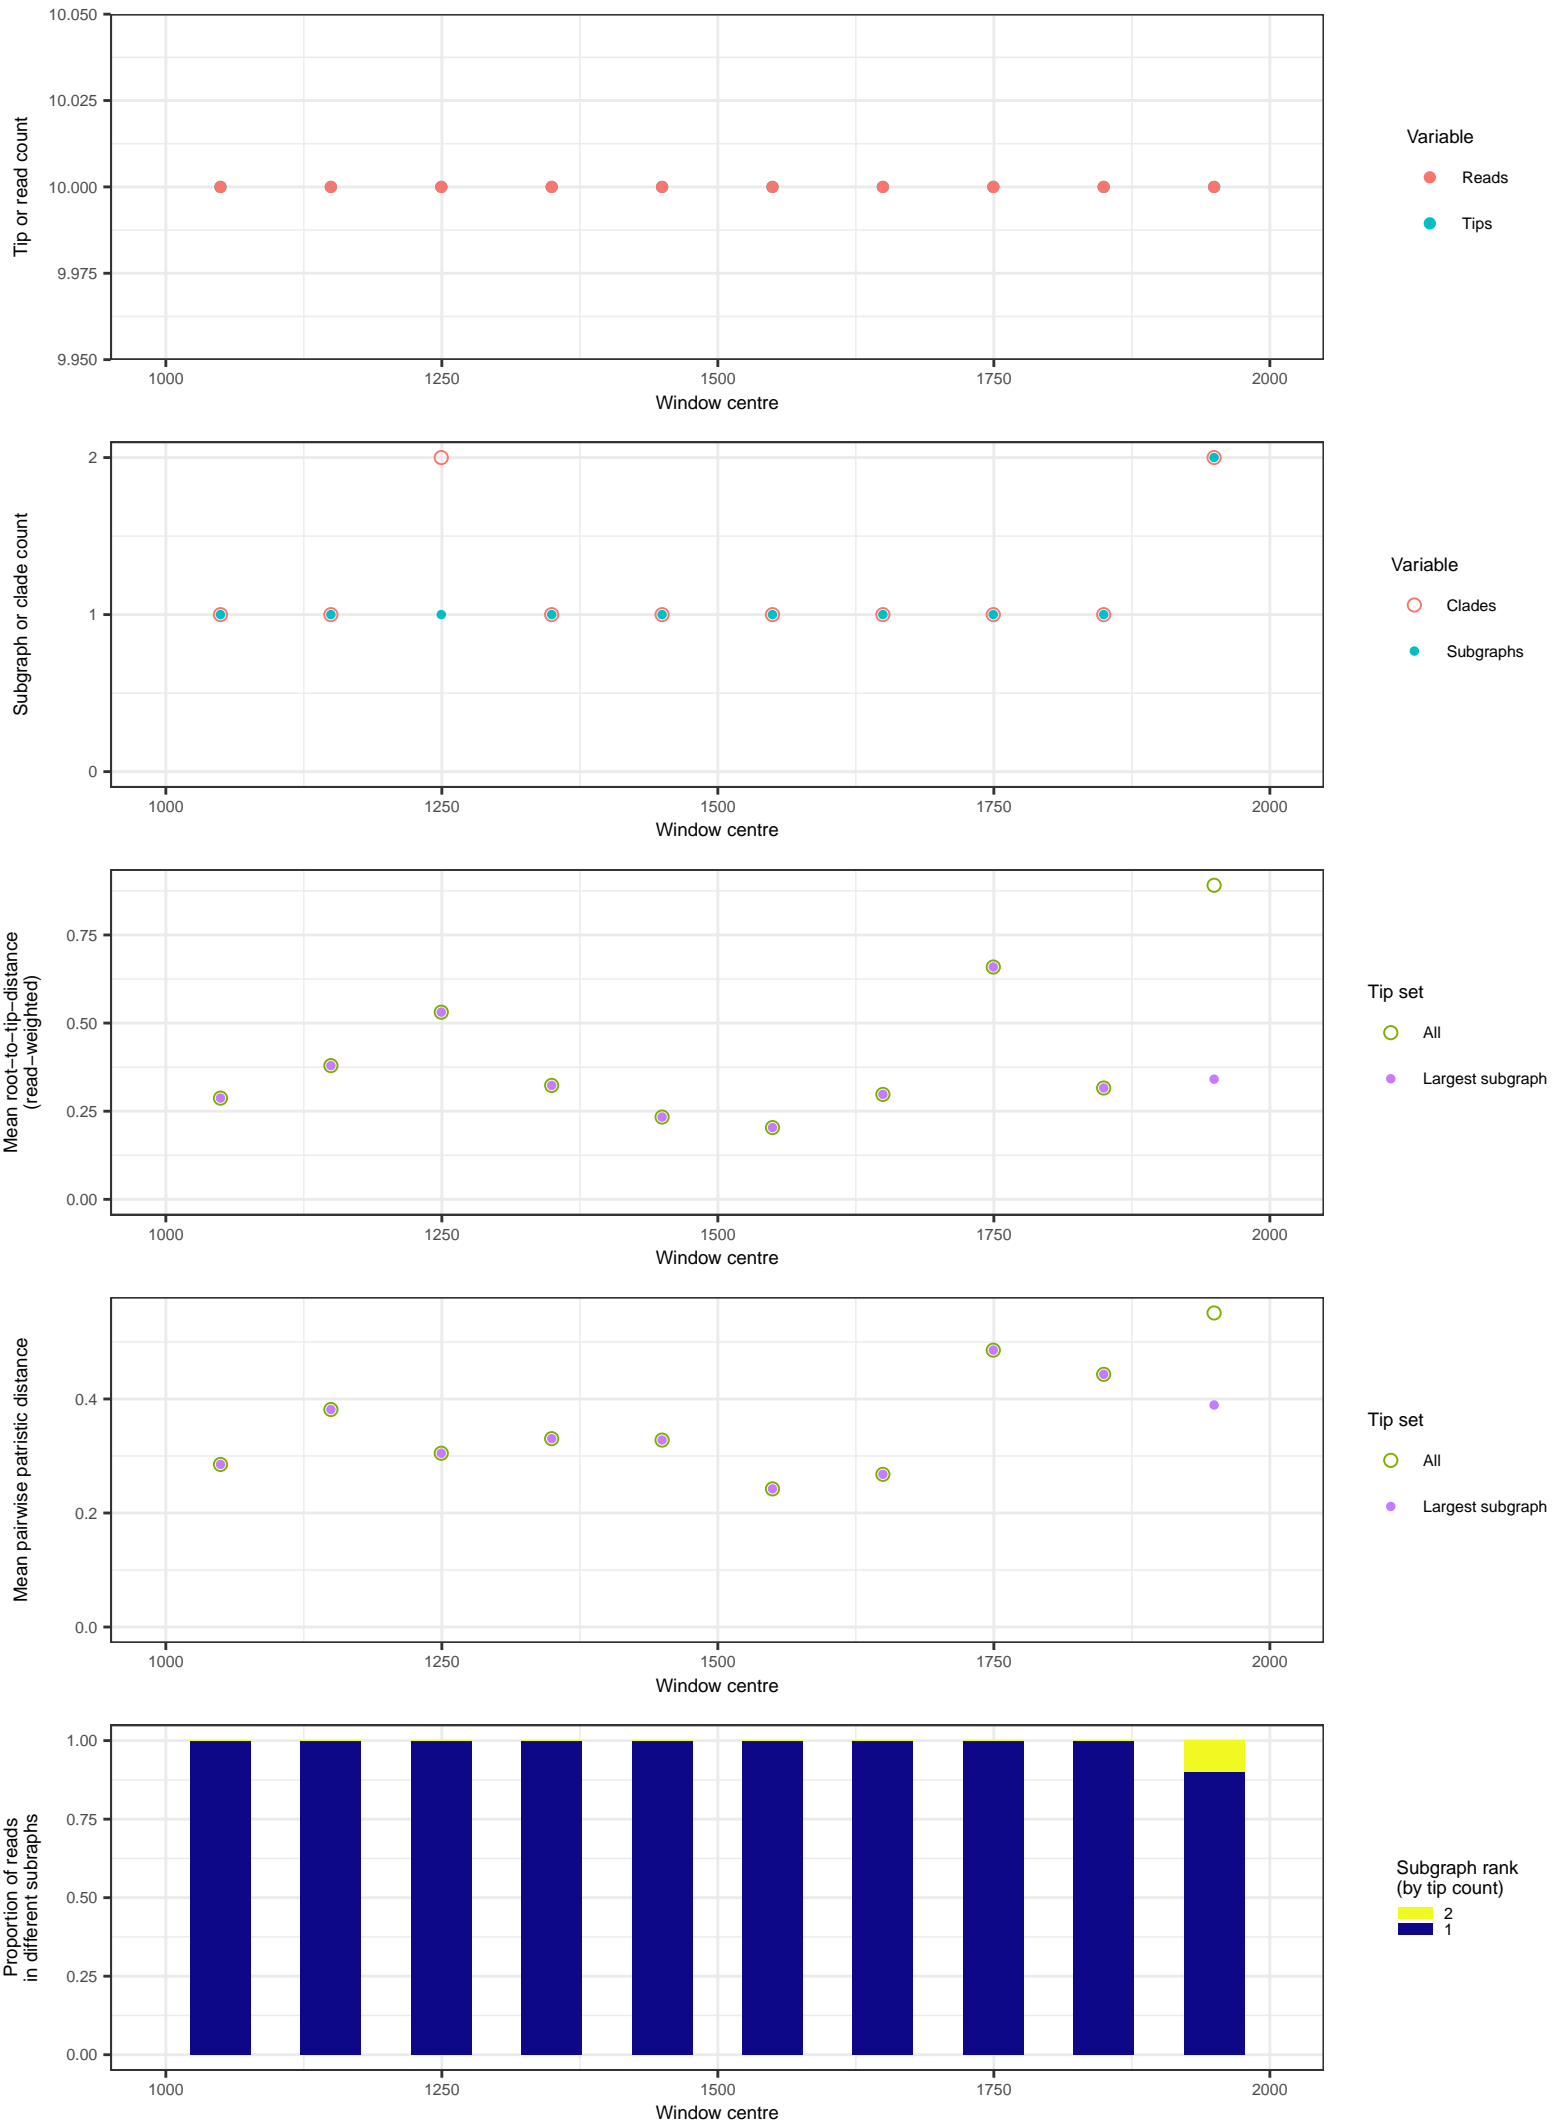 10.050
10.025
10.000
9.975
9.950
Tip or read count
1000 1250 1500 1750 2000
Window centre
Variable
Reads
Tips
2
1
0
Subgraph or clade count
1000 1250 1500 1750 2000
Window centre
Variable
Clades
Subgraphs
0.75
0.50
0.25
0.00
Mean root−to−tip−distance
(read−weighted)
1000 1250 1500 1750 2000
Window centre
Tip set
All
Largest subgraph
0.4
0.2
0.0
Mean pairwise patristic distance
1000 1250 1500 1750 2000
Window centre
Tip set
All
Largest subgraph
1.00
0.75
0.50
0.25
0.00
Proportion of reads
in different subraphs
1000 1250 1500 1750 2000
Window centre
Subgraph rank
(by tip count)
2
1